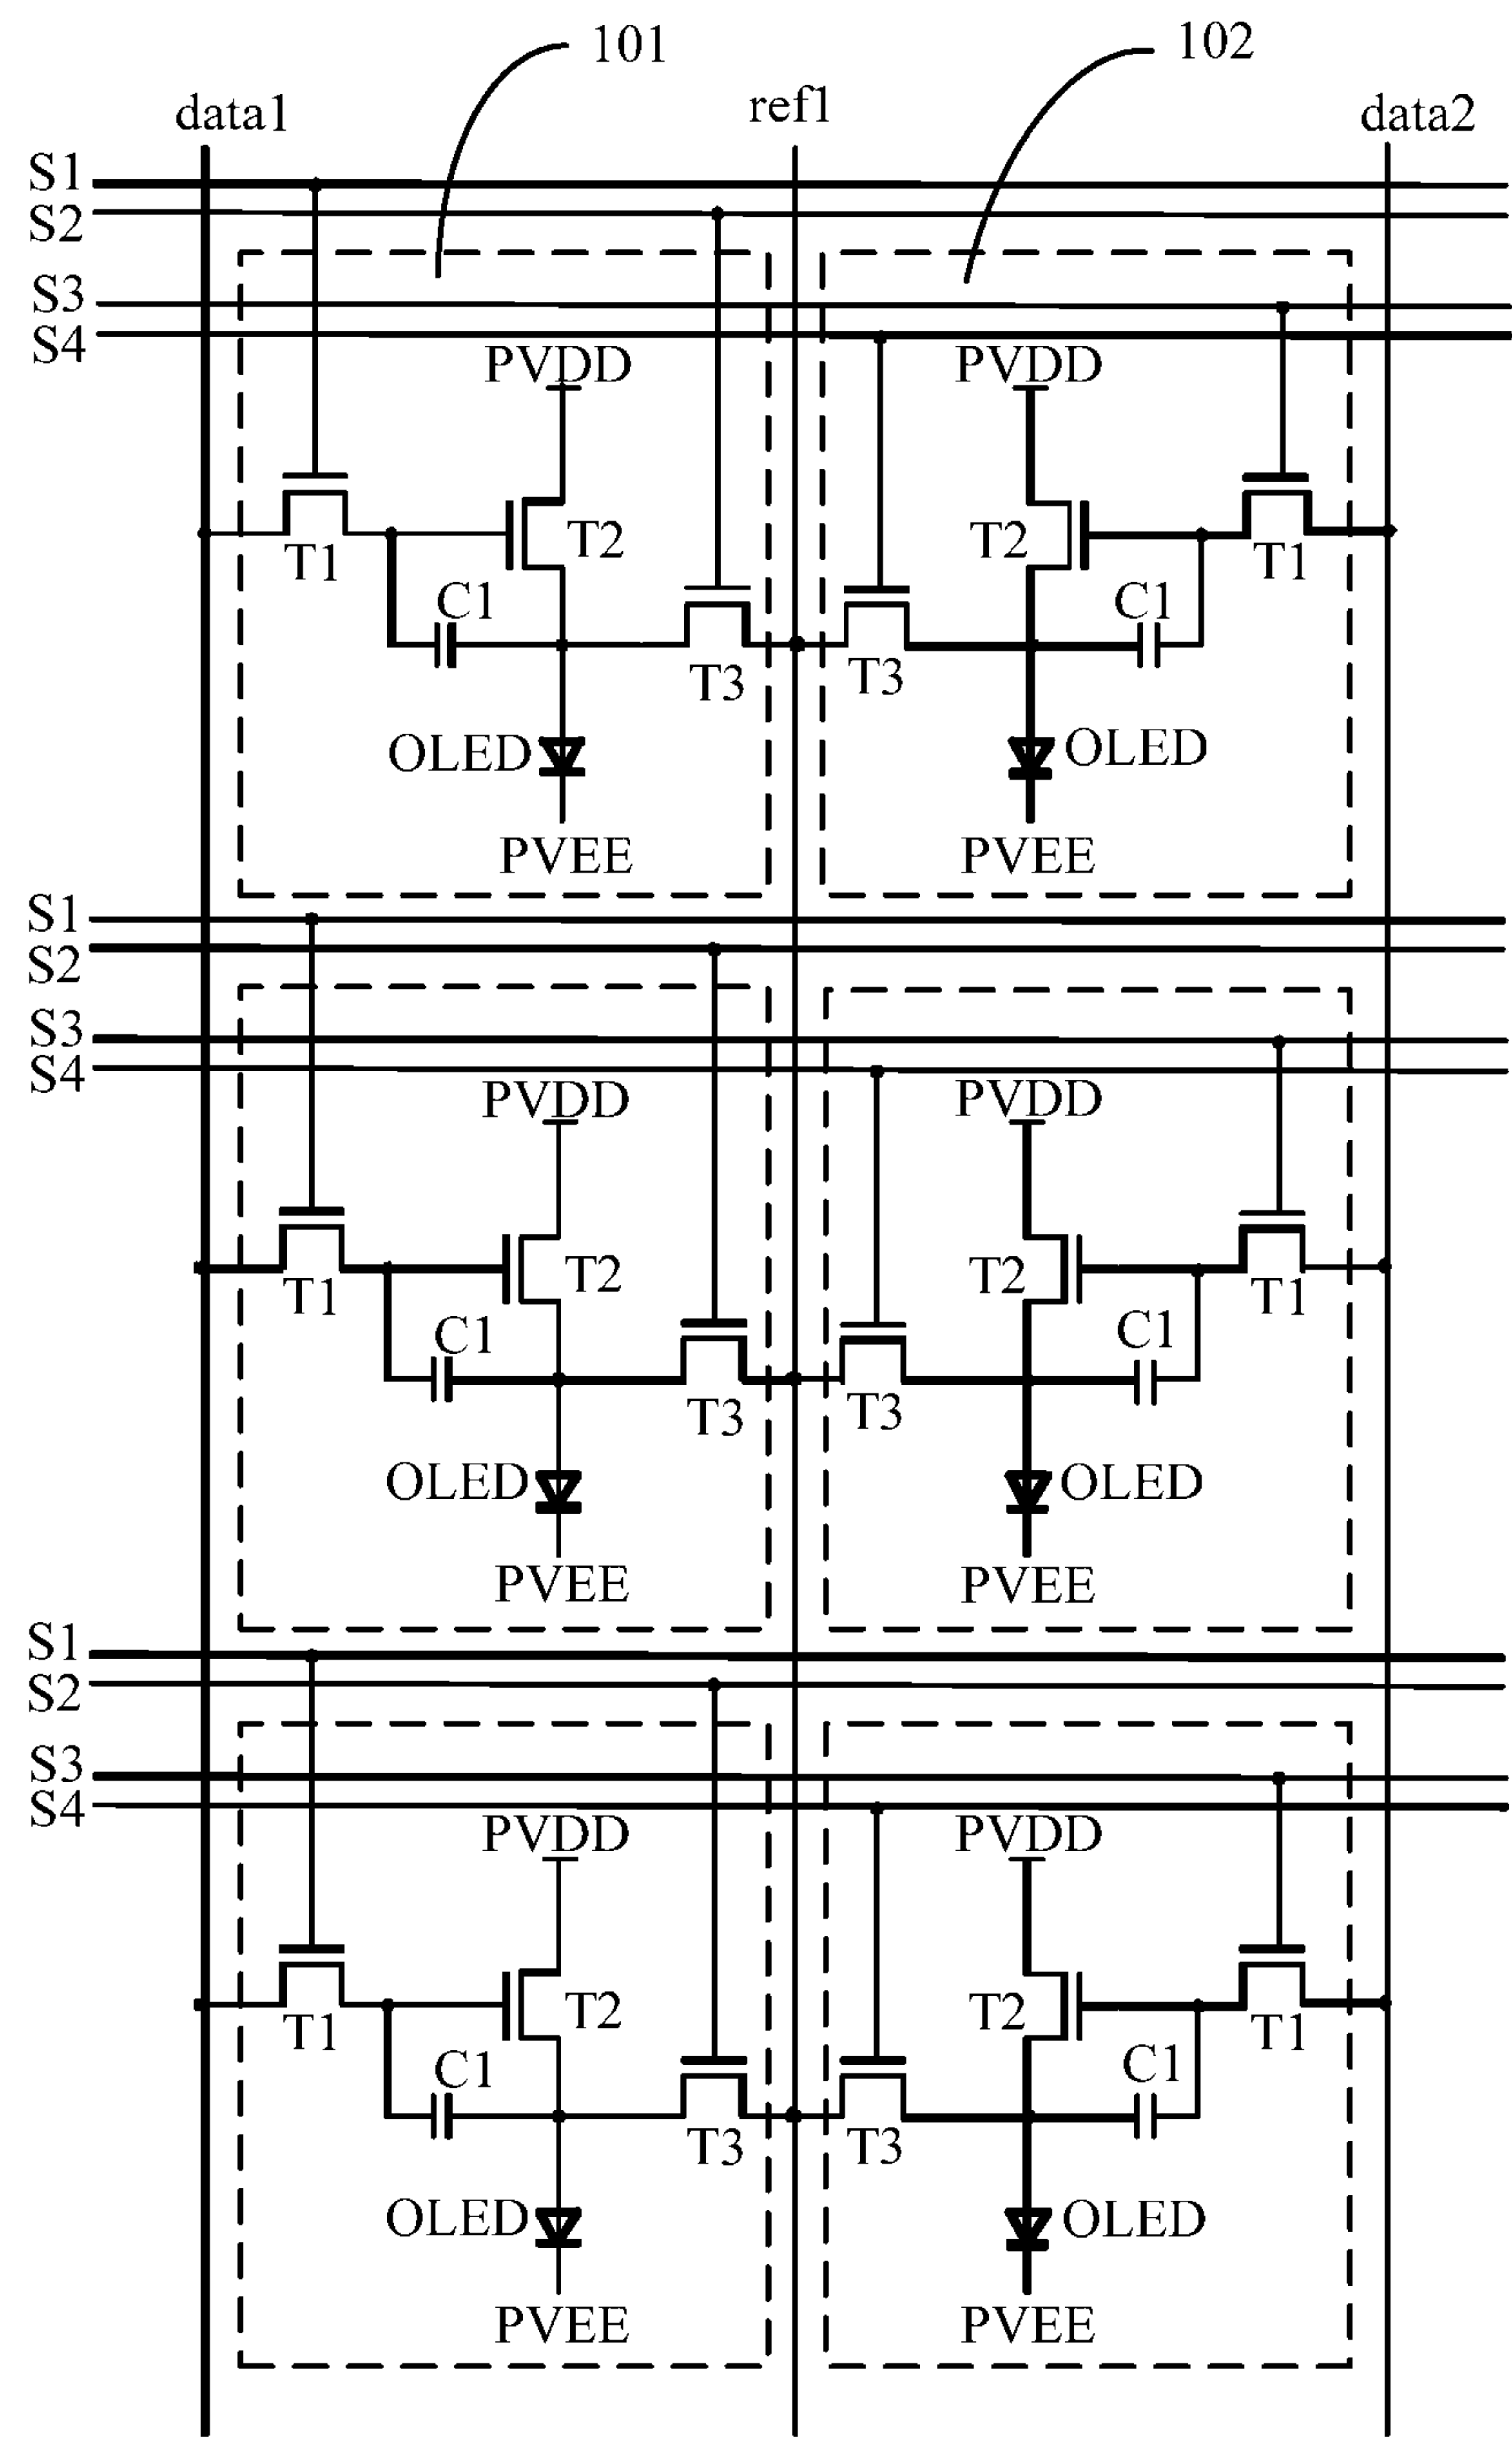 101
102
data1
ref1
data2
S1
S2
S3
S4
PVDD
PVDD
T1
T2
T2
T1
C1
C1
T3
T3
OLED
OLED
PVEE
PVEE
S1
S2
S3
S4
PVDD
PVDD
T1
T2
T2
T1
C1
C1
T3
T3
OLED
OLED
PVEE
PVEE
S1
S2
S3
S4
PVDD
PVDD
T1
T2
T2
T1
C1
C1
T3
T3
OLED
OLED
PVEE
PVEE